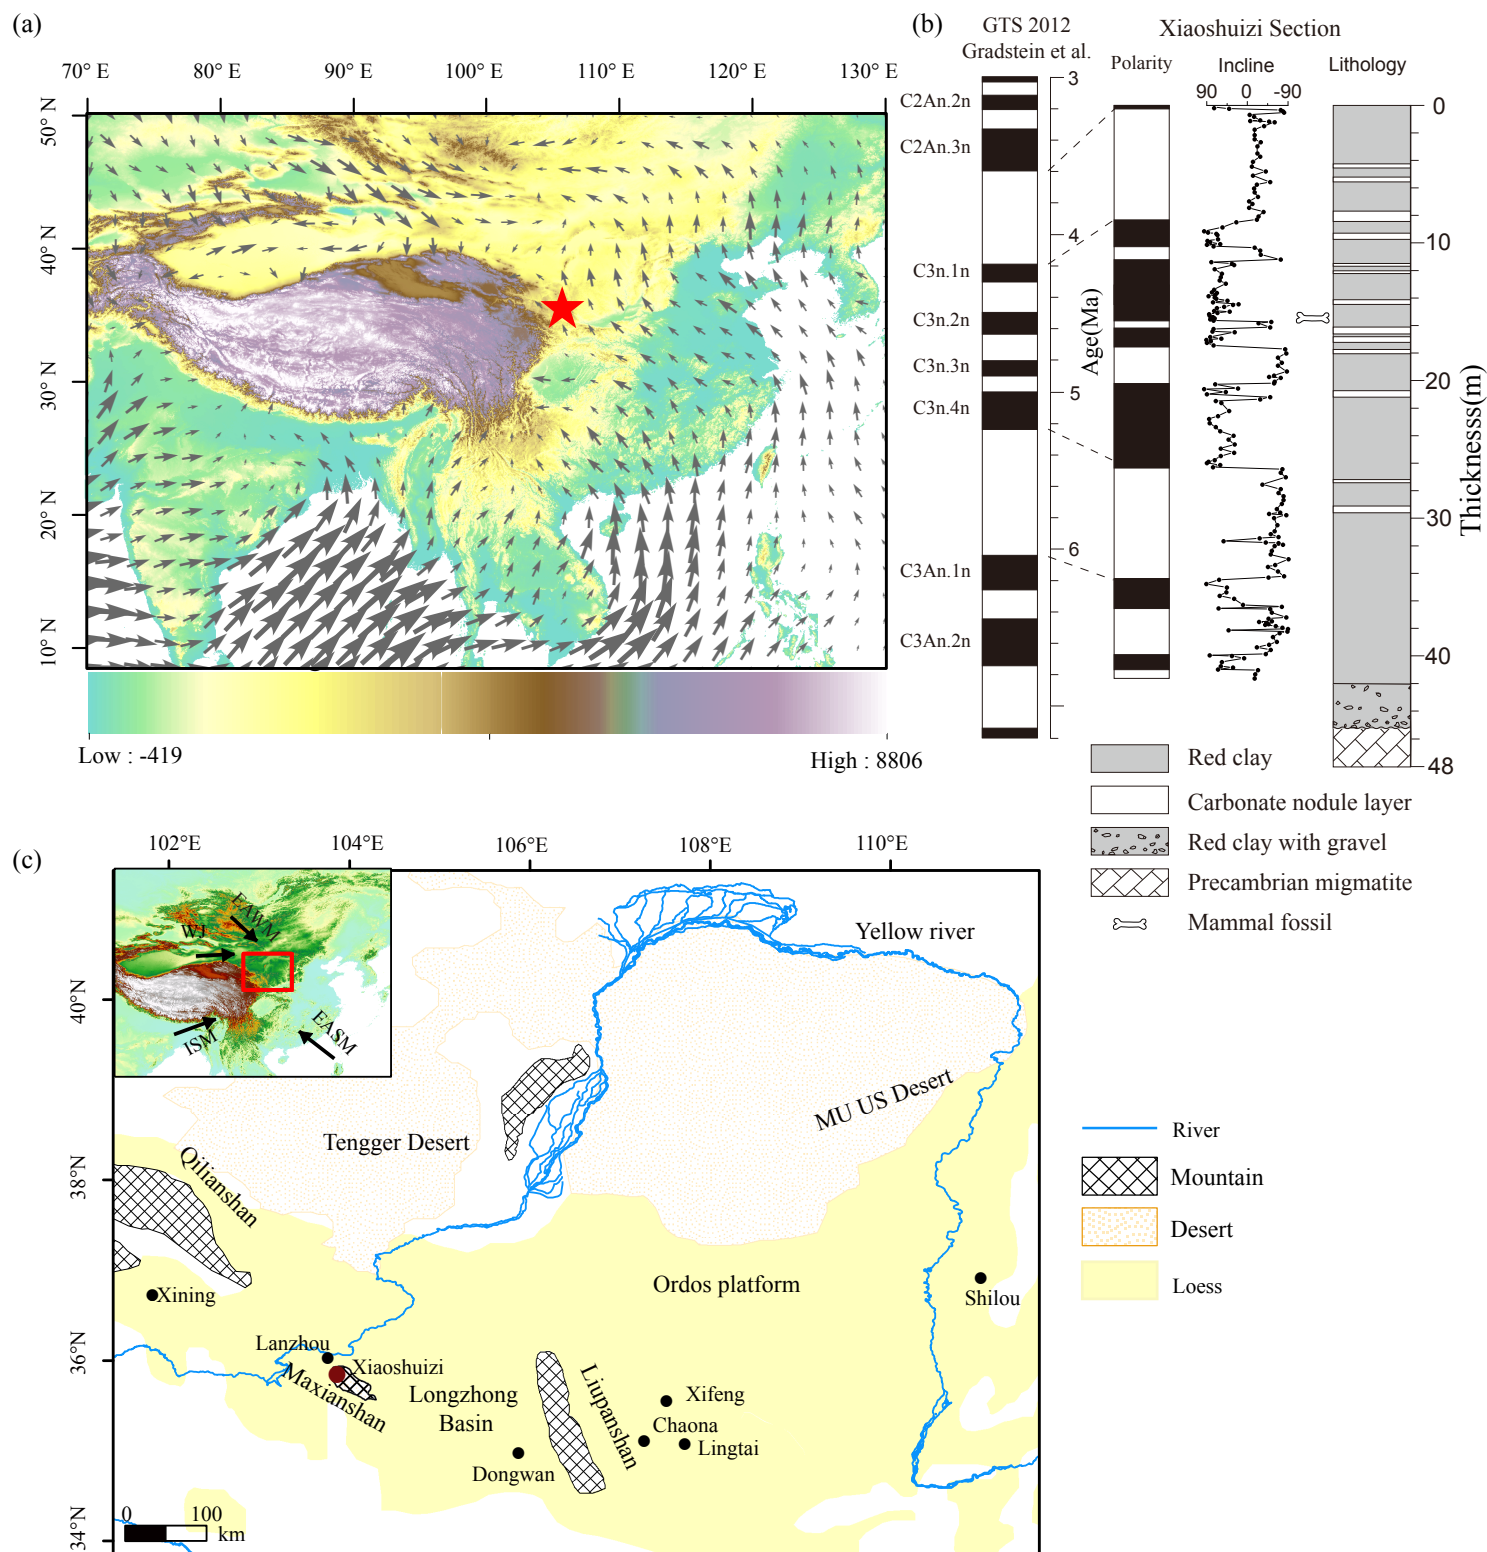 (a)
70° E 80° E 90° E 100° E 110° E 120° E 130° E
50° N
40° N
30° N
20° N
10° N
Low : -419
High : 8806
(b)
GTS 2012
Gradstein et al.
Xiaoshuizi Section
Polarity
Incline
Lithology
90 0 -90
C2An.2n
C2An.3n
C3n.1n
C3n.2n
C3n.3n
C3n.4n
C3An.1n
C3An.2n
3
4
5
6
Age(Ma)
0
10
20
30
40
48
Thicknesss(m)
Red clay
Carbonate nodule layer
Red clay with gravel
Precambrian migmatite
Mammal fossil
(c)
102°E 104°E 106°E 108°E 110°E
40°N
38°N
36°N
34°N
EAWM
WJ
ISM
EASM
Yellow river
MU US Desert
Tengger Desert
Qilianshan
Xining
Ordos platform
Shilou
Lanzhou
Xiaoshuizi
Maxianshan
Longzhong
Basin
Liupanshan
Xifeng
Chaona
Lingtai
Dongwan
0 100
km
River
Mountain
Desert
Loess